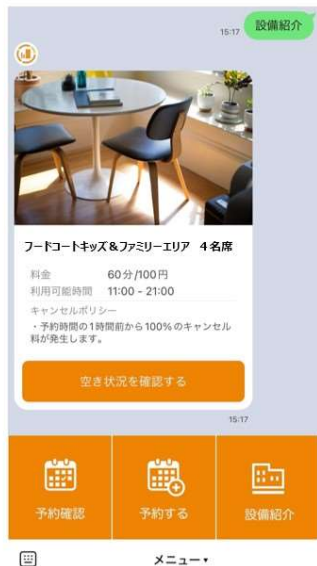 15:17
設備紹介
フードコートキッズ&ファミリーエリア 4名席
料金 60分/100円
利用可能時間 11:00 - 21:00
キャンセルポリシー
・予約時間の1時間前から100%のキャンセル
料が発生します。
空き状況を確認する
15:17
予約確認 予約する 設備紹介
メニュー▾